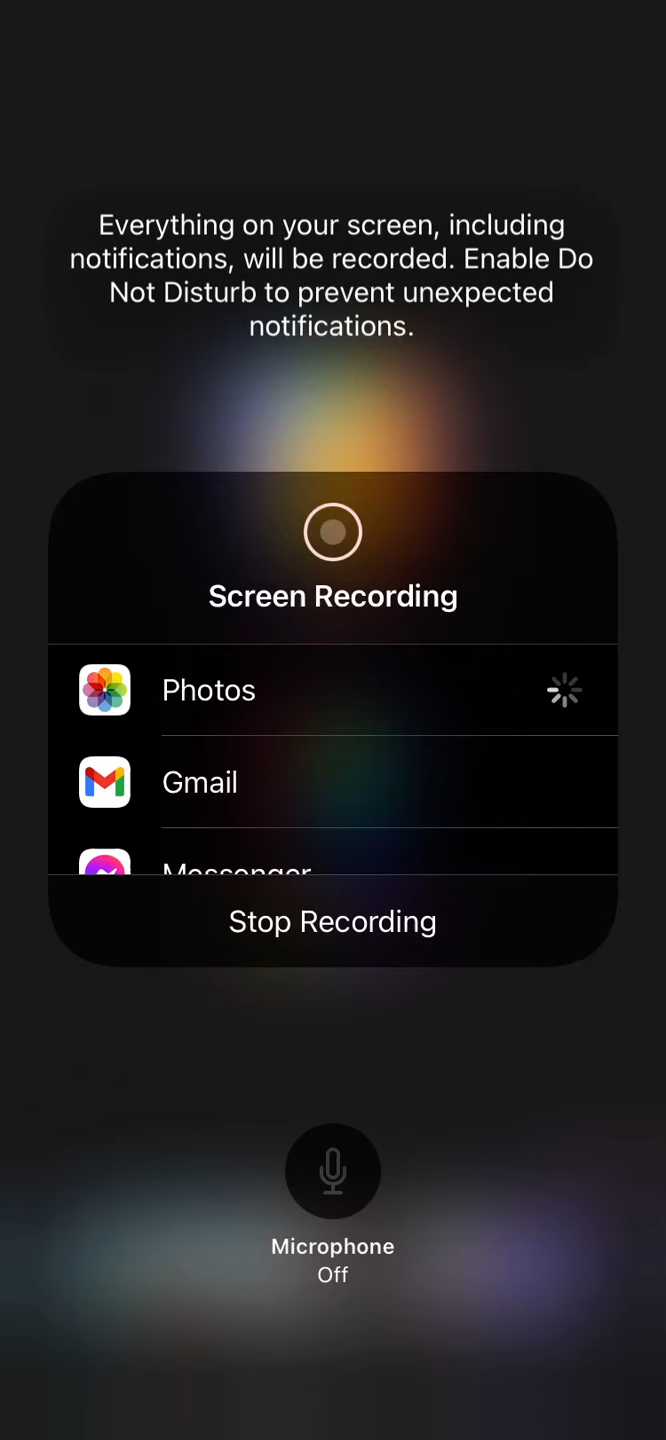 Everything on your screen, including
notifications, will be recorded. Enable Do
Not Disturb to prevent unexpected
notifications.
Screen Recording
Photos
Gmail
Messenger
Stop Recording
Microphone
Off